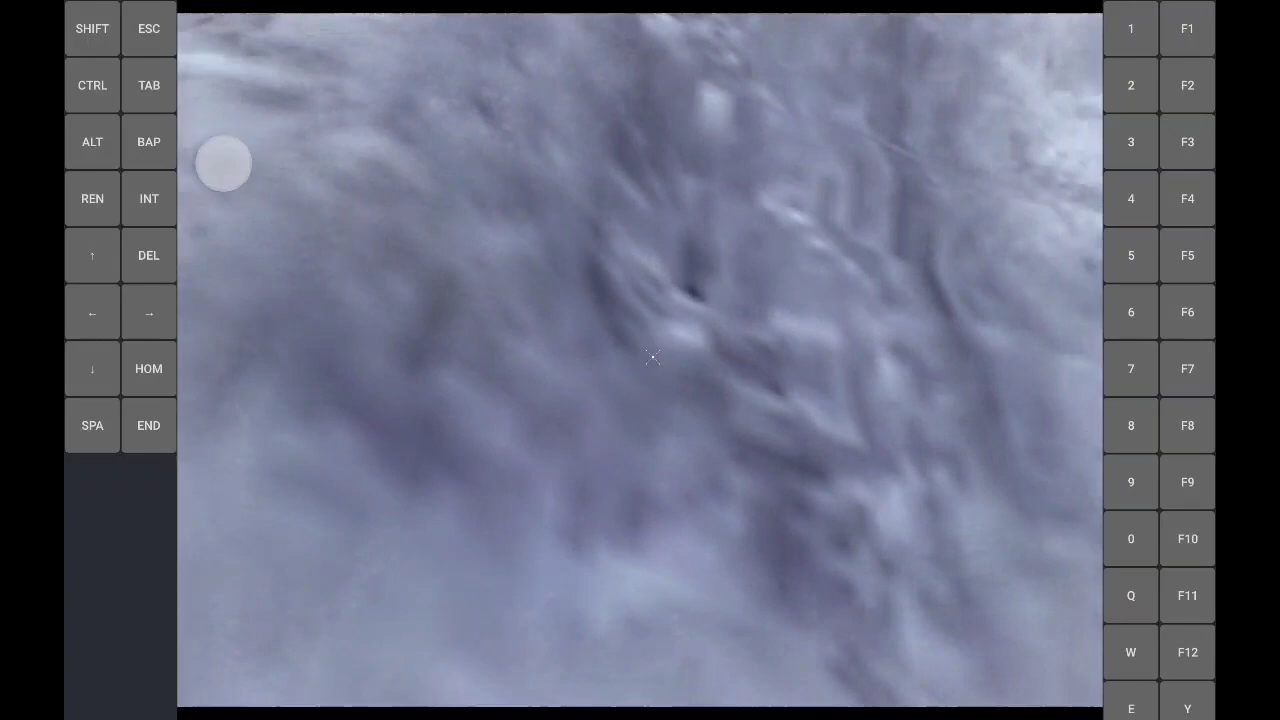 SHIFT ESC
CTRL TAB
ALT BAP
REN INT
↑ DEL
← →
↓ HOM
SPA END
1 F1
2 F2
3 F3
4 F4
5 F5
6 F6
7 F7
8 F8
9 F9
0 F10
Q F11
W F12
E Y